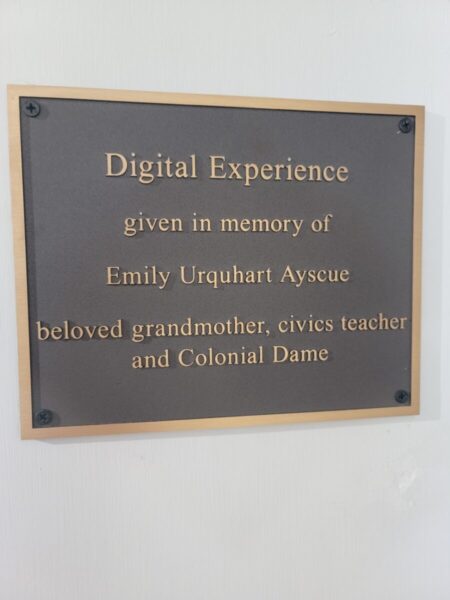 Digital Experience
given in memory of
Emily Urquhart Ayscue
beloved grandmother, civics teacher
and Colonial Dame